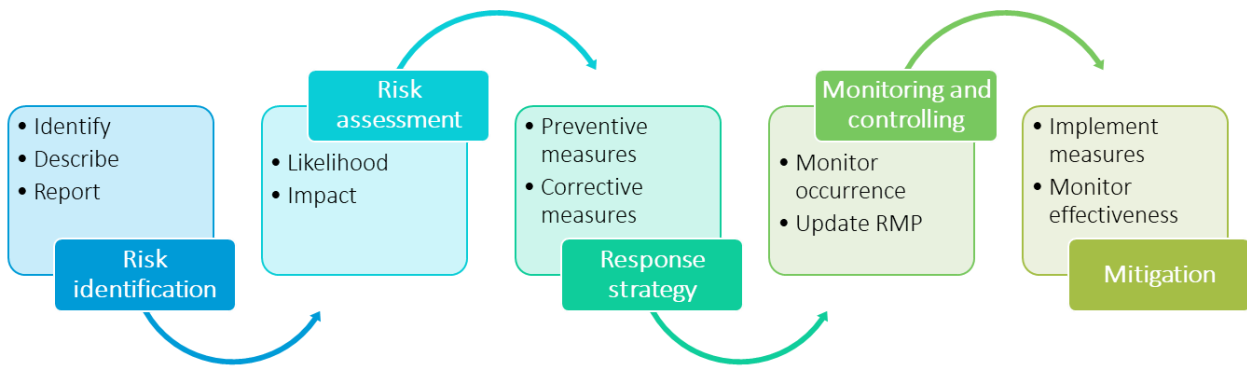 • Identify
• Describe
• Report
Risk
identification
Risk
assessment
• Likelihood
• Impact
• Preventive
measures
• Corrective
measures
Response
strategy
Monitoring and
controlling
• Monitor
occurrence
• Update RMP
• Implement
measures
• Monitor
effectiveness
Mitigation